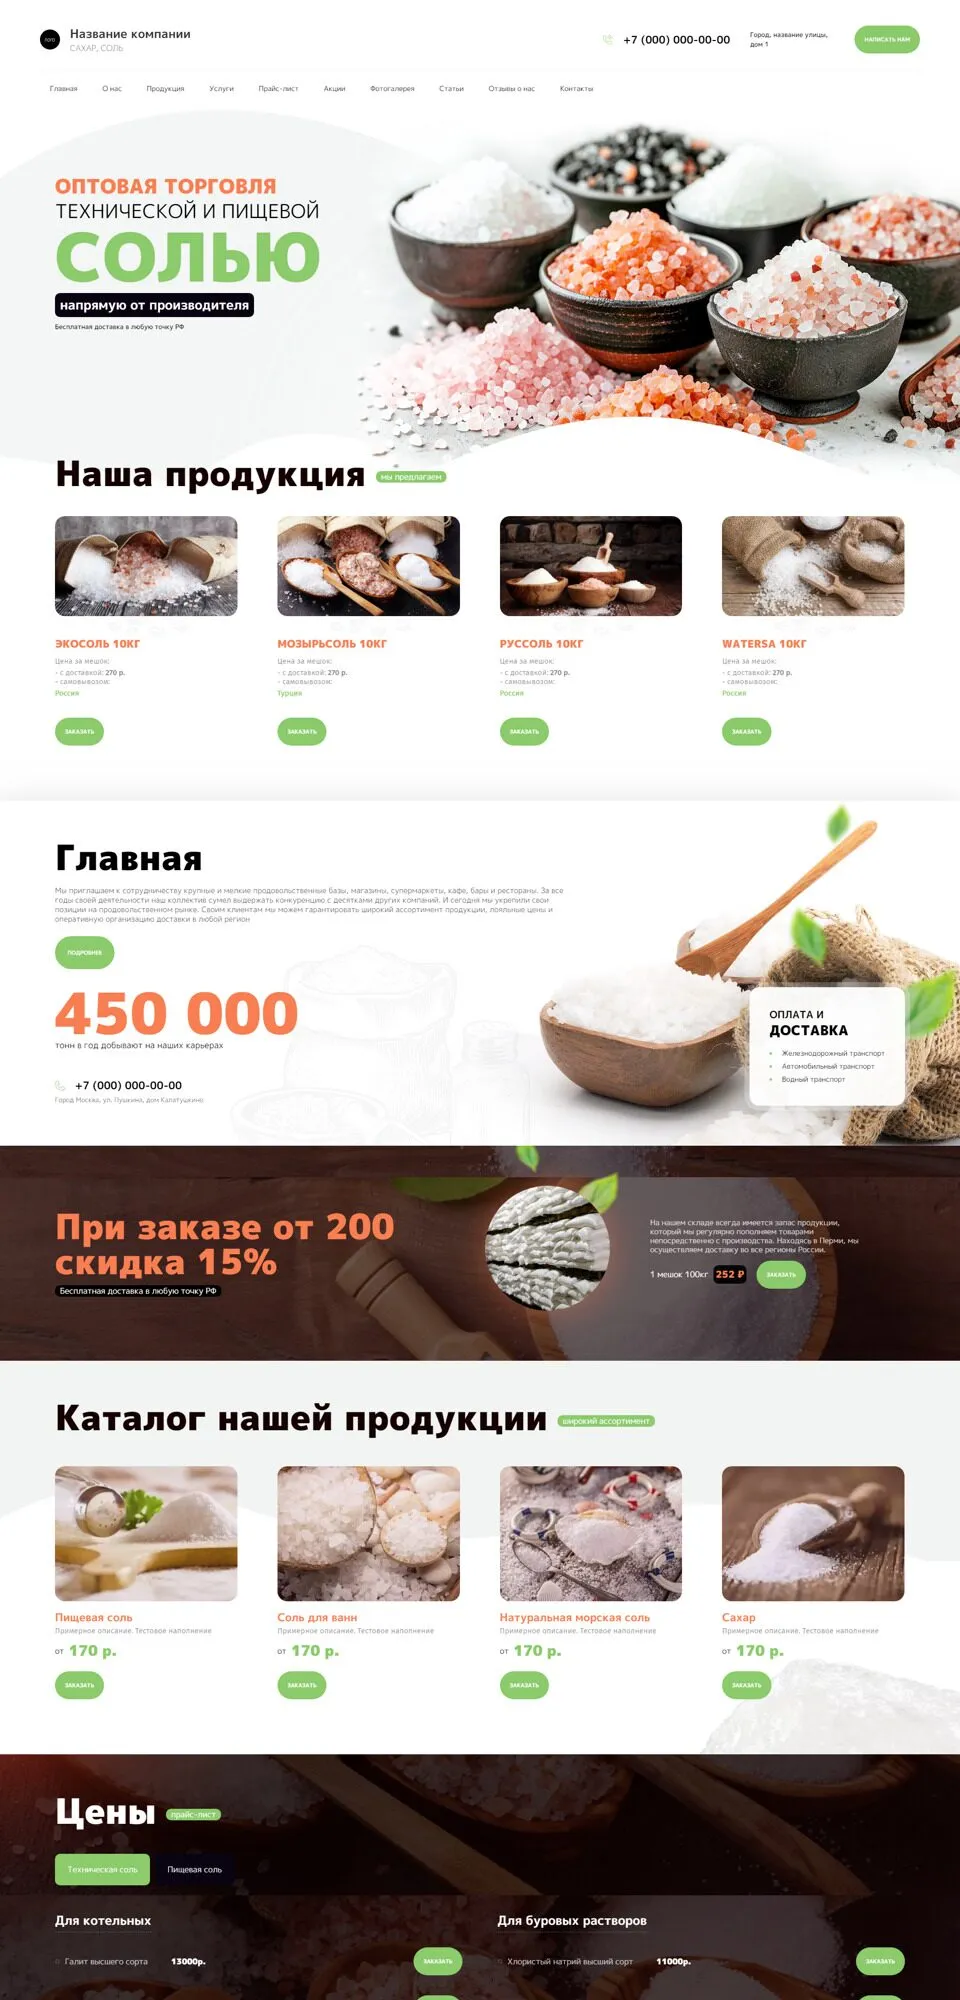 ЛОГО
Название компании
САХАР, СОЛЬ
+7 (000) 000-00-00
Город, название улицы,
дом 1
НАПИСАТЬ НАМ
Главная
О нас
Продукция
Услуги
Прайс-лист
Акции
Фотогалерея
Статьи
Отзывы о нас
Контакты
ОПТОВАЯ ТОРГОВЛЯ
ТЕХНИЧЕСКОЙ И ПИЩЕВОЙ
СОЛЬЮ
напрямую от производителя
Бесплатная доставка в любую точку РФ
Наша продукция
мы предлагаем
ЭКОСОЛЬ 10КГ
Цена за мешок:
- с доставкой: 270 р.
- самовывозом:
Россия
ЗАКАЗАТЬ
МОЗЫРЬСОЛЬ 10КГ
Цена за мешок:
- с доставкой: 270 р.
- самовывозом:
Турция
ЗАКАЗАТЬ
РУССОЛЬ 10КГ
Цена за мешок:
- с доставкой: 270 р.
- самовывозом:
Россия
ЗАКАЗАТЬ
WATERSA 10КГ
Цена за мешок:
- с доставкой: 270 р.
- самовывозом:
Россия
ЗАКАЗАТЬ
Главная
Мы приглашаем к сотрудничеству крупные и мелкие продовольственные базы, магазины, супермаркеты, кафе, бары и рестораны. За все
годы своей деятельности наш коллектив сумел выдержать конкуренцию с десятками других компаний. И сегодня мы укрепили свои
позиции на продовольственном рынке. Своим клиентам мы можем гарантировать широкий ассортимент продукции, лояльные цены и
оперативную организацию доставки в любой регион
ПОДРОБНЕЕ
450 000
тонн в год добывают на наших карьерах
+7 (000) 000-00-00
Город Москва, ул. Пушкина, дом Калатушкино
ОПЛАТА И
ДОСТАВКА
Железнодорожный транспорт
Автомобильный транспорт
Водный транспорт
При заказе от 200
скидка 15%
Бесплатная доставка в любую точку РФ
На нашем складе всегда имеется запас продукции,
который мы регулярно пополняем товарами
непосредственно с производства. Находясь в Перми, мы
осуществляем доставку во все регионы России.
1 мешок 100кг
252 ₽
ЗАКАЗАТЬ
Каталог нашей продукции
широкий ассортимент
Пищевая соль
Примерное описание. Тестовое наполнение
от 170 р.
ЗАКАЗАТЬ
Соль для ванн
Примерное описание. Тестовое наполнение
от 170 р.
ЗАКАЗАТЬ
Натуральная морская соль
Примерное описание. Тестовое наполнение
от 170 р.
ЗАКАЗАТЬ
Сахар
Примерное описание. Тестовое наполнение
от 170 р.
ЗАКАЗАТЬ
Цены
прайс-лист
Техническая соль
Пищевая соль
Для котельных
Галит высшего сорта
13000р.
ЗАКАЗАТЬ
Для буровых растворов
Хлористый натрий высший сорт
11000р.
ЗАКАЗАТЬ